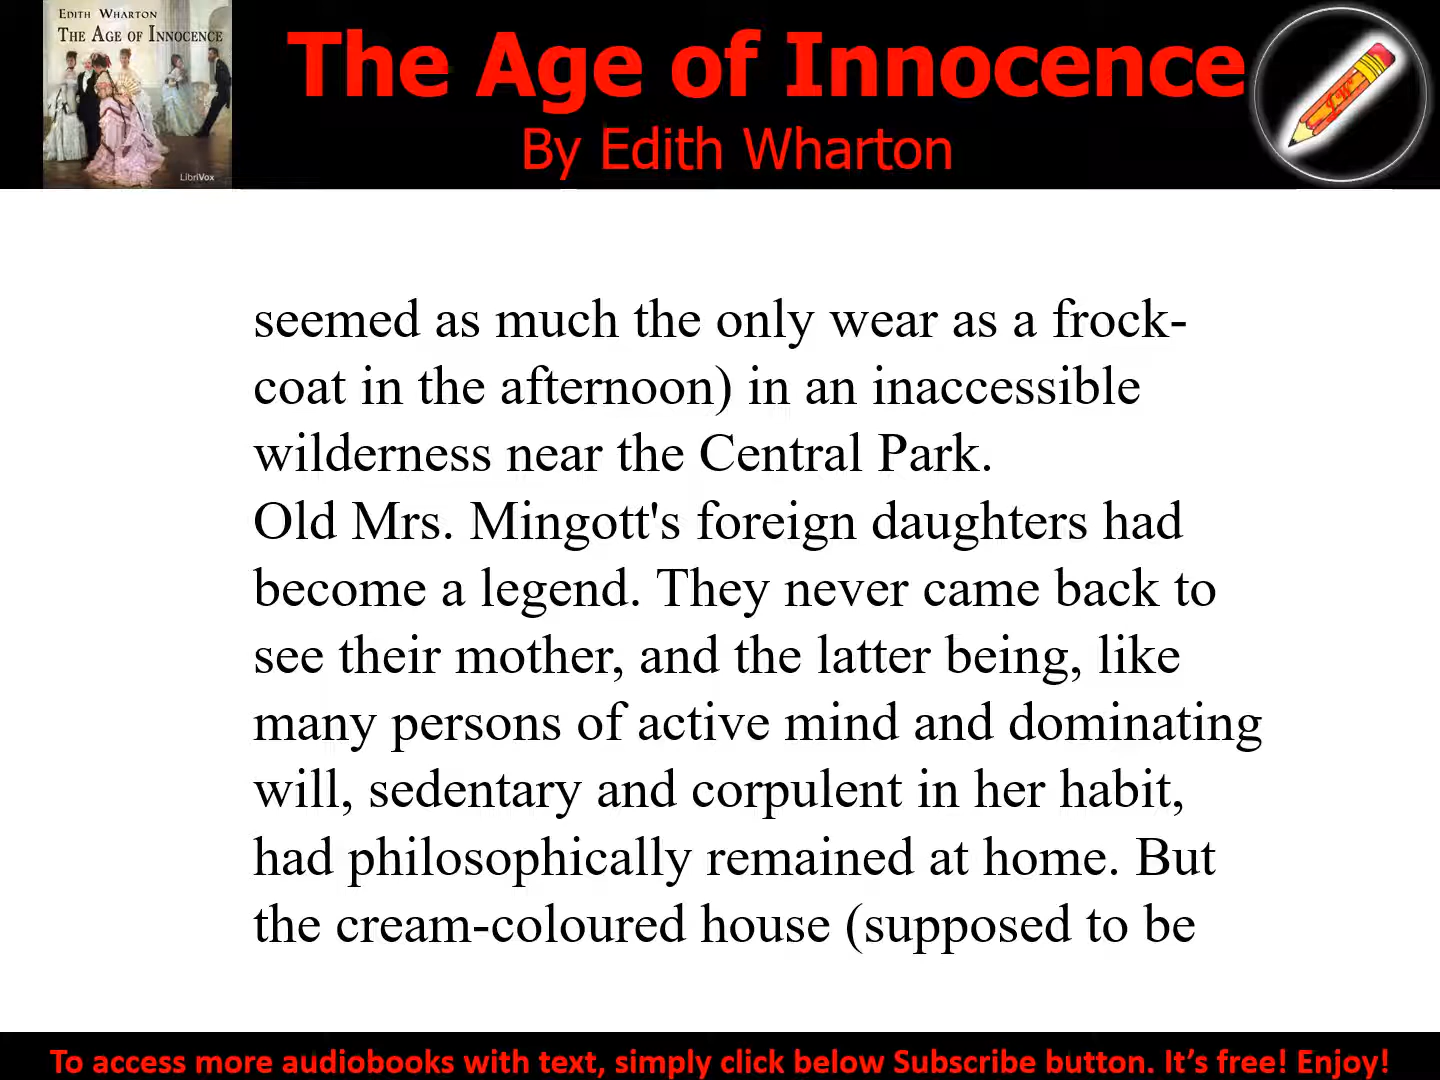 EDITH WHARTON
THE AGE OF INNOCENCE
LibriVox
The Age of Innocence
By Edith Wharton
seemed as much the only wear as a frock-
coat in the afternoon) in an inaccessible
wilderness near the Central Park.
Old Mrs. Mingott's foreign daughters had
become a legend. They never came back to
see their mother, and the latter being, like
many persons of active mind and dominating
will, sedentary and corpulent in her habit,
had philosophically remained at home. But
the cream-coloured house (supposed to be
To access more audiobooks with text, simply click below Subscribe button. It’s free! Enjoy!